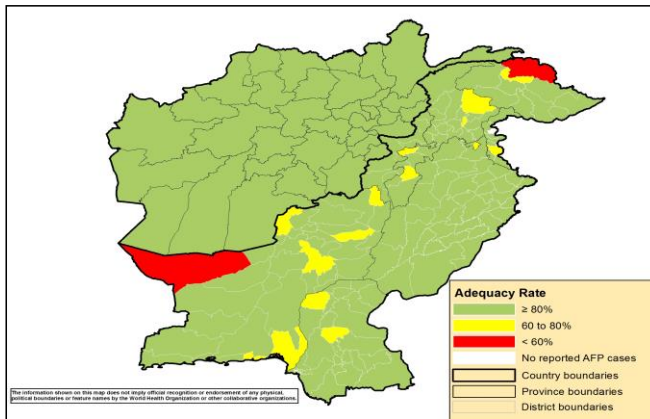 Adequacy Rate
≥ 80%
60 to 80%
< 60%
No reported AFP cases
Country boundaries
Province boundaries
District boundaries
The information shown on this map does not imply official recognition or endorsement of any physical,
political boundaries or feature names by the World Health Organization or other collaborative organizations.